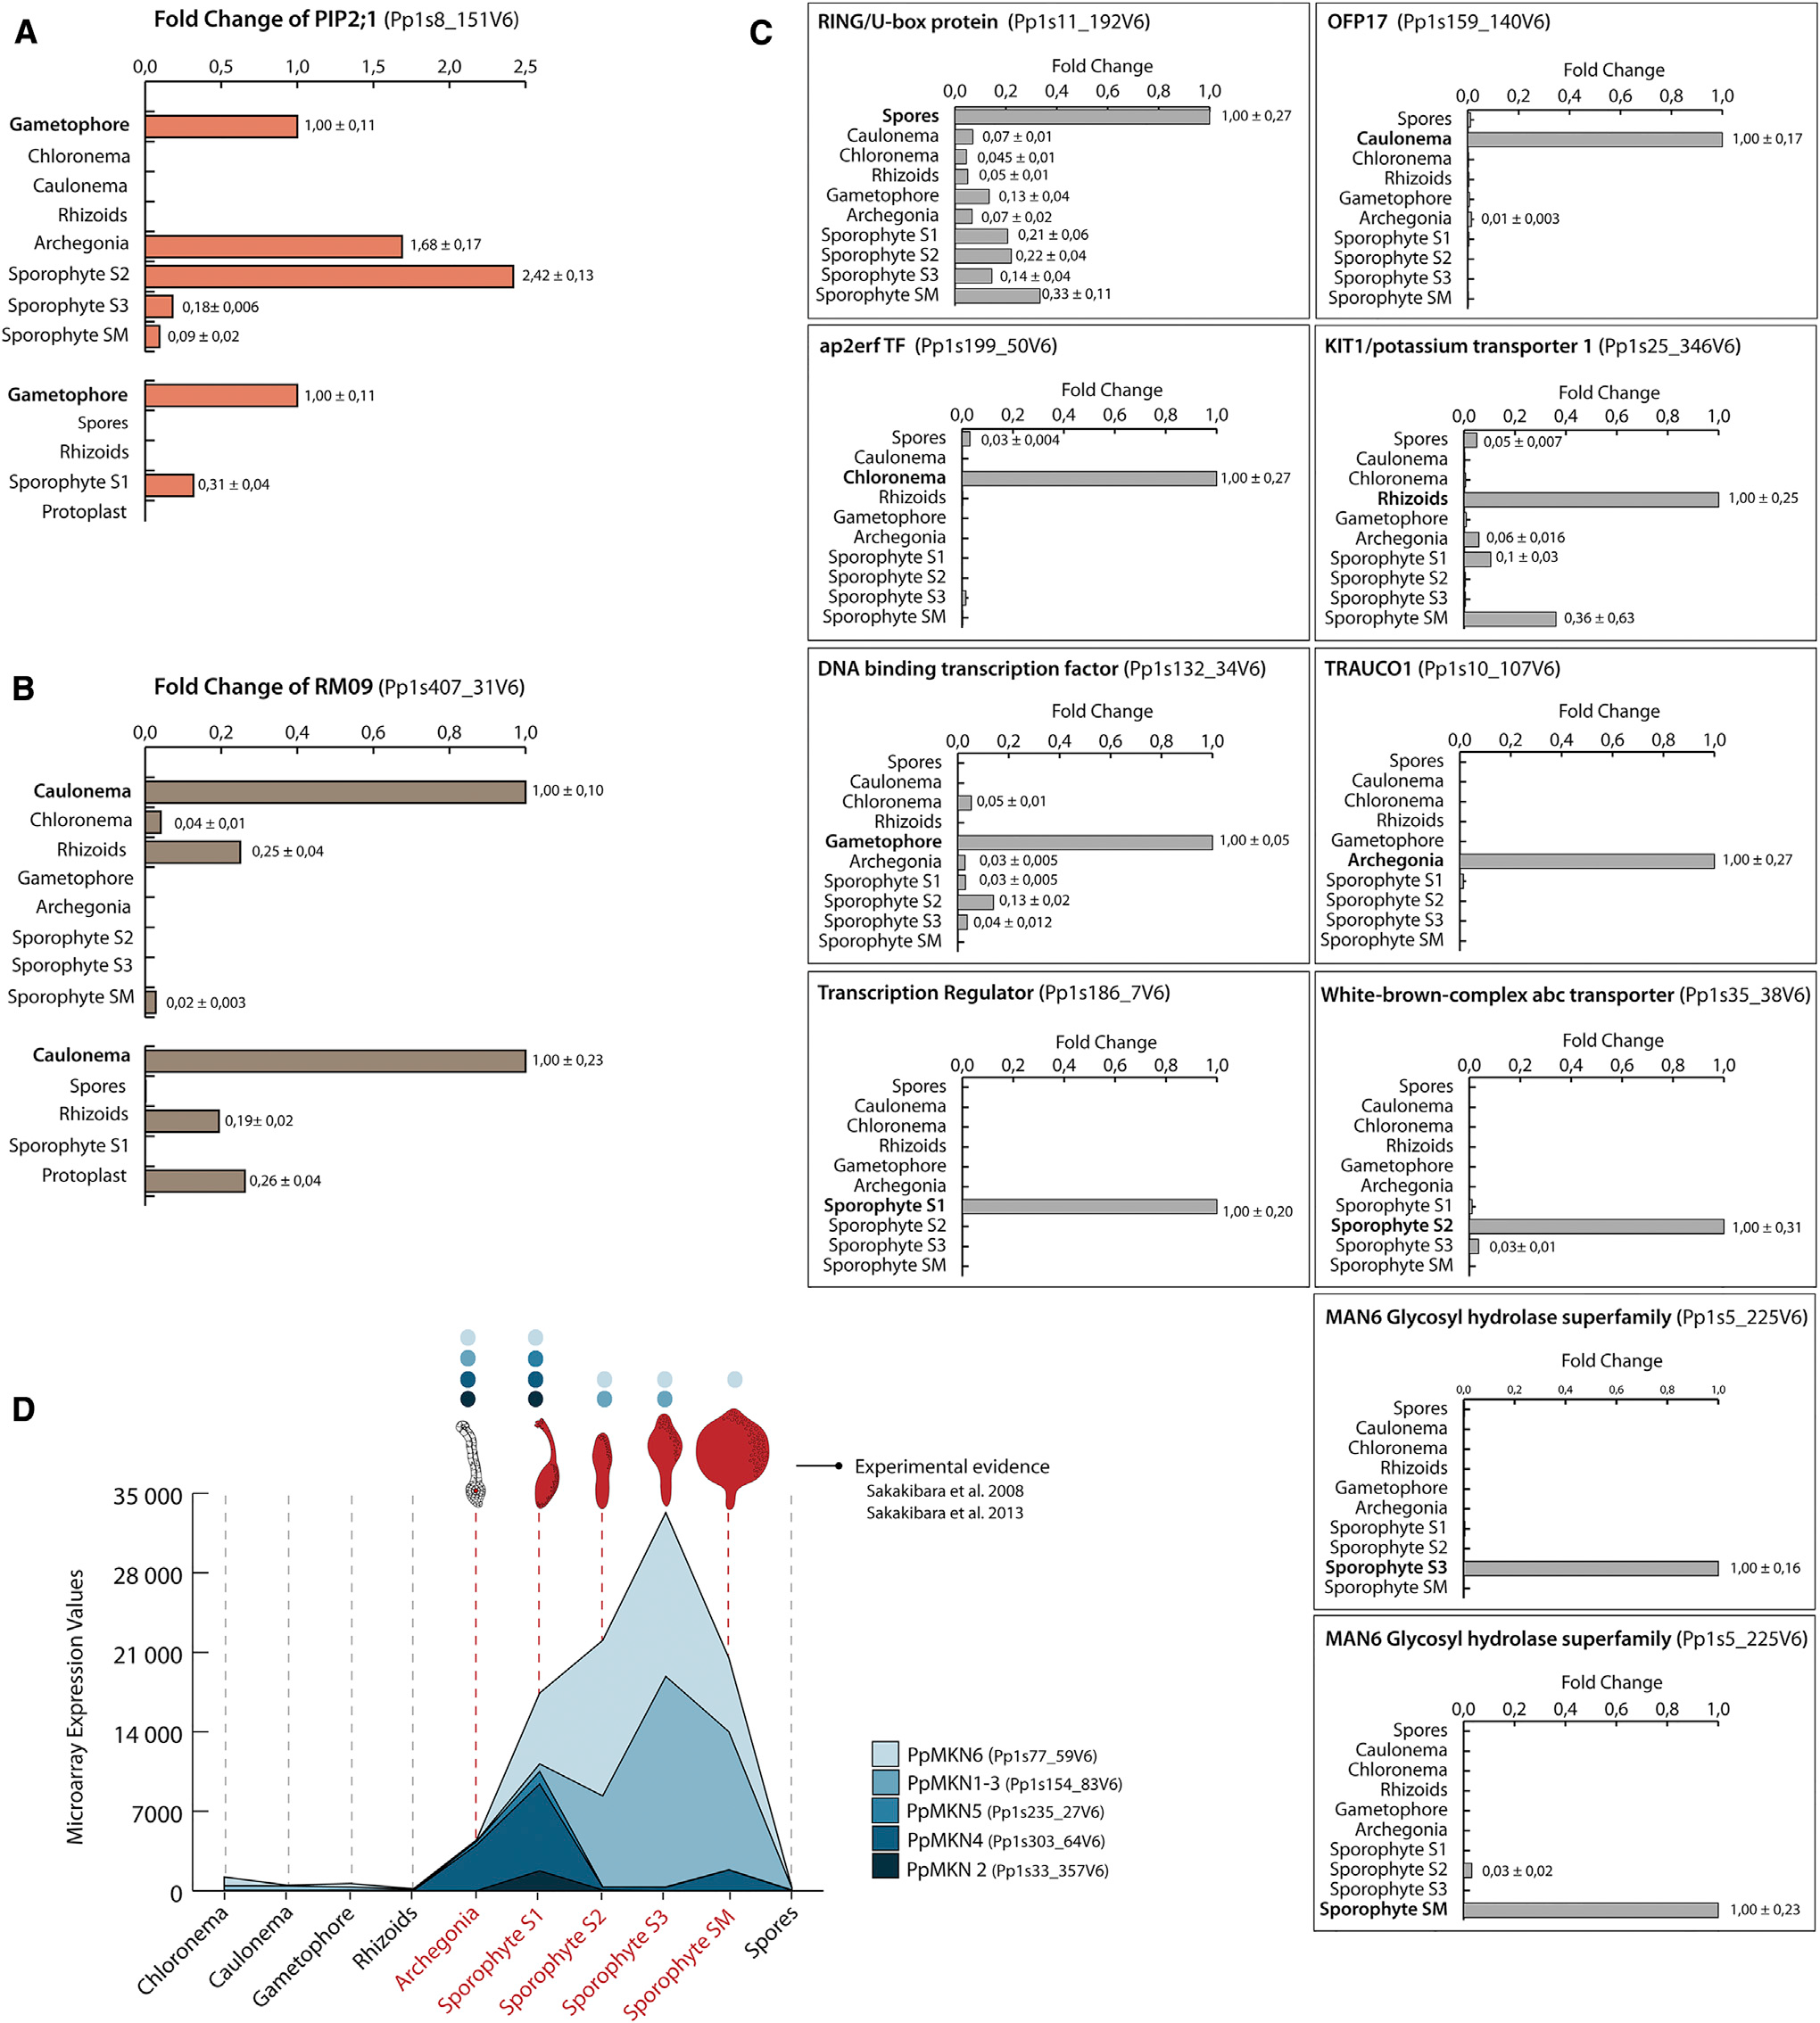 A
Fold Change of PIP2;1 (Pp1s8_151V6)
0,0 0,5 1,0 1,5 2,0 2,5
Gametophore 1,00 ± 0,11
Chloronema
Caulonema
Rhizoids
Archegonia 1,68 ± 0,17
Sporophyte S2 2,42 ± 0,13
Sporophyte S3 0,18± 0,006
Sporophyte SM 0,09 ± 0,02
Gametophore 1,00 ± 0,11
Spores
Rhizoids
Sporophyte S1 0,31 ± 0,04
Protoplast
B
Fold Change of RM09 (Pp1s407_31V6)
0,0 0,2 0,4 0,6 0,8 1,0
Caulonema 1,00 ± 0,10
Chloronema 0,04 ± 0,01
Rhizoids 0,25 ± 0,04
Gametophore
Archegonia
Sporophyte S2
Sporophyte S3
Sporophyte SM 0,02 ± 0,003
Caulonema 1,00 ± 0,23
Spores
Rhizoids 0,19± 0,02
Sporophyte S1
Protoplast 0,26 ± 0,04
C
RING/U-box protein (Pp1s11_192V6)
Fold Change
0,0 0,2 0,4 0,6 0,8 1,0
Spores 1,00 ± 0,27
Caulonema 0,07 ± 0,01
Chloronema 0,045 ± 0,01
Rhizoids 0,05 ± 0,01
Gametophore 0,13 ± 0,04
Archegonia 0,07 ± 0,02
Sporophyte S1 0,21 ± 0,06
Sporophyte S2 0,22 ± 0,04
Sporophyte S3 0,14 ± 0,04
Sporophyte SM 0,33 ± 0,11
OFP17 (Pp1s159_140V6)
Fold Change
0,0 0,2 0,4 0,6 0,8 1,0
Spores
Caulonema 1,00 ± 0,17
Chloronema
Rhizoids
Gametophore
Archegonia 0,01 ± 0,003
Sporophyte S1
Sporophyte S2
Sporophyte S3
Sporophyte SM
ap2erf TF (Pp1s199_50V6)
Fold Change
0,0 0,2 0,4 0,6 0,8 1,0
Spores 0,03 ± 0,004
Caulonema
Chloronema 1,00 ± 0,27
Rhizoids
Gametophore
Archegonia
Sporophyte S1
Sporophyte S2
Sporophyte S3
Sporophyte SM
KIT1/potassium transporter 1 (Pp1s25_346V6)
Fold Change
0,0 0,2 0,4 0,6 0,8 1,0
Spores 0,05 ± 0,007
Caulonema
Chloronema
Rhizoids 1,00 ± 0,25
Gametophore
Archegonia 0,06 ± 0,016
Sporophyte S1 0,1 ± 0,03
Sporophyte S2
Sporophyte S3
Sporophyte SM 0,36 ± 0,63
DNA binding transcription factor (Pp1s132_34V6)
Fold Change
0,0 0,2 0,4 0,6 0,8 1,0
Spores
Caulonema
Chloronema 0,05 ± 0,01
Rhizoids
Gametophore 1,00 ± 0,05
Archegonia 0,03 ± 0,005
Sporophyte S1 0,03 ± 0,005
Sporophyte S2 0,13 ± 0,02
Sporophyte S3 0,04 ± 0,012
Sporophyte SM
TRAUCO1 (Pp1s10_107V6)
Fold Change
0,0 0,2 0,4 0,6 0,8 1,0
Spores
Caulonema
Chloronema
Rhizoids
Gametophore
Archegonia 1,00 ± 0,27
Sporophyte S1
Sporophyte S2
Sporophyte S3
Sporophyte SM
Transcription Regulator (Pp1s186_7V6)
Fold Change
0,0 0,2 0,4 0,6 0,8 1,0
Spores
Caulonema
Chloronema
Rhizoids
Gametophore
Archegonia
Sporophyte S1 1,00 ± 0,20
Sporophyte S2
Sporophyte S3
Sporophyte SM
White-brown-complex abc transporter (Pp1s35_38V6)
Fold Change
0,0 0,2 0,4 0,6 0,8 1,0
Spores
Caulonema
Chloronema
Rhizoids
Gametophore
Archegonia
Sporophyte S1
Sporophyte S2 1,00 ± 0,31
Sporophyte S3 0,03± 0,01
Sporophyte SM
MAN6 Glycosyl hydrolase superfamily (Pp1s5_225V6)
Fold Change
0,0 0,2 0,4 0,6 0,8 1,0
Spores
Caulonema
Chloronema
Rhizoids
Gametophore
Archegonia
Sporophyte S1
Sporophyte S2
Sporophyte S3 1,00 ± 0,16
Sporophyte SM
MAN6 Glycosyl hydrolase superfamily (Pp1s5_225V6)
Fold Change
0,0 0,2 0,4 0,6 0,8 1,0
Spores
Caulonema
Chloronema
Rhizoids
Gametophore
Archegonia
Sporophyte S1
Sporophyte S2 0,03 ± 0,02
Sporophyte S3
Sporophyte SM 1,00 ± 0,23
D
Experimental evidence
Sakakibara et al. 2008
Sakakibara et al. 2013
Microarray Expression Values
35 000
28 000
21 000
14 000
7000
0
Chloronema
Caulonema
Gametophore
Rhizoids
Archegonia
Sporophyte S1
Sporophyte S2
Sporophyte S3
Sporophyte SM
Spores
PpMKN6 (Pp1s77_59V6)
PpMKN1-3 (Pp1s154_83V6)
PpMKN5 (Pp1s235_27V6)
PpMKN4 (Pp1s303_64V6)
PpMKN 2 (Pp1s33_357V6)